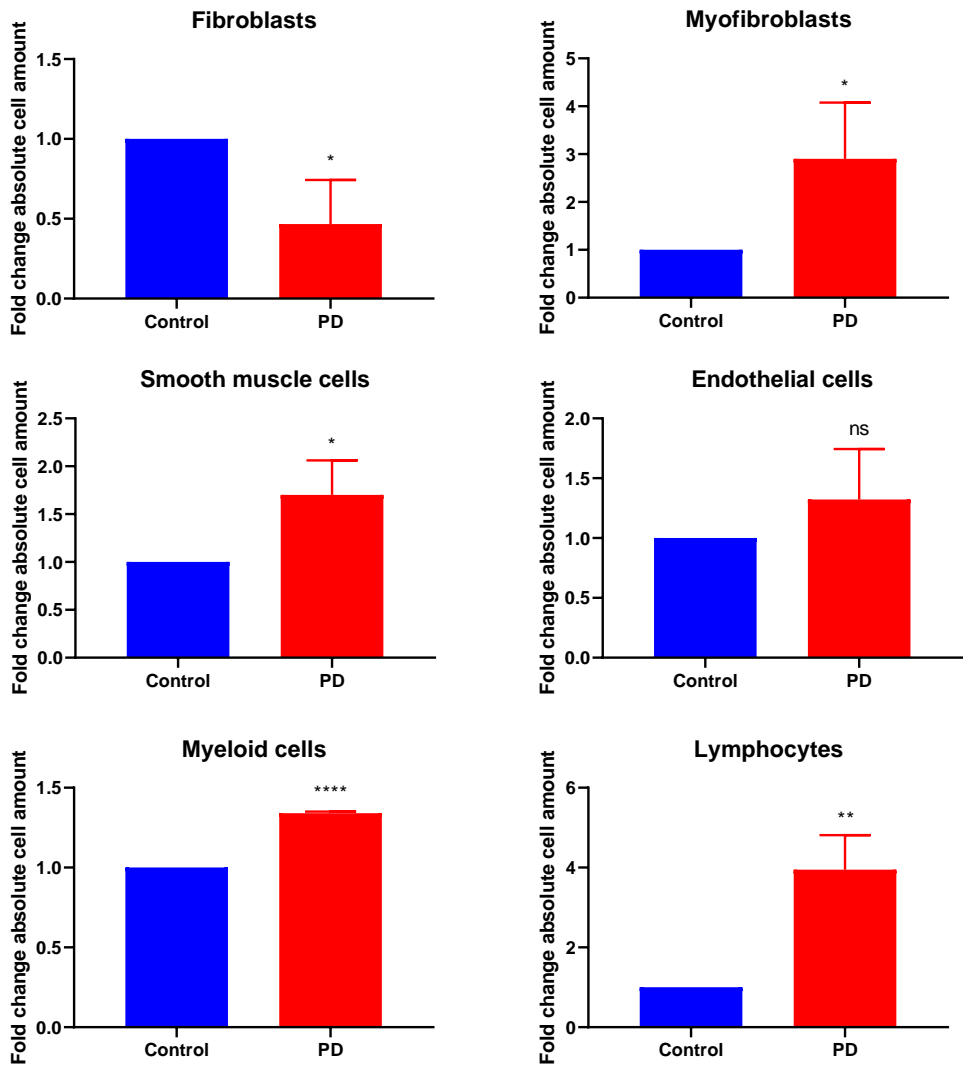 Fibroblasts
Fold change absolute cell amount
1.5
*
1.0
0.5
0.0
Control PD
Myofibroblasts
Fold change absolute cell amount
5
*
4
3
2
1
0
Control PD
Smooth muscle cells
Fold change absolute cell amount
2.5
*
2.0
1.5
1.0
0.5
0.0
Control PD
Endothelial cells
Fold change absolute cell amount
2.0
ns
1.5
1.0
0.5
0.0
Control PD
Myeloid cells
Fold change absolute cell amount
1.5
****
1.0
0.5
0.0
Control PD
Lymphocytes
Fold change absolute cell amount
6
**
4
2
0
Control PD